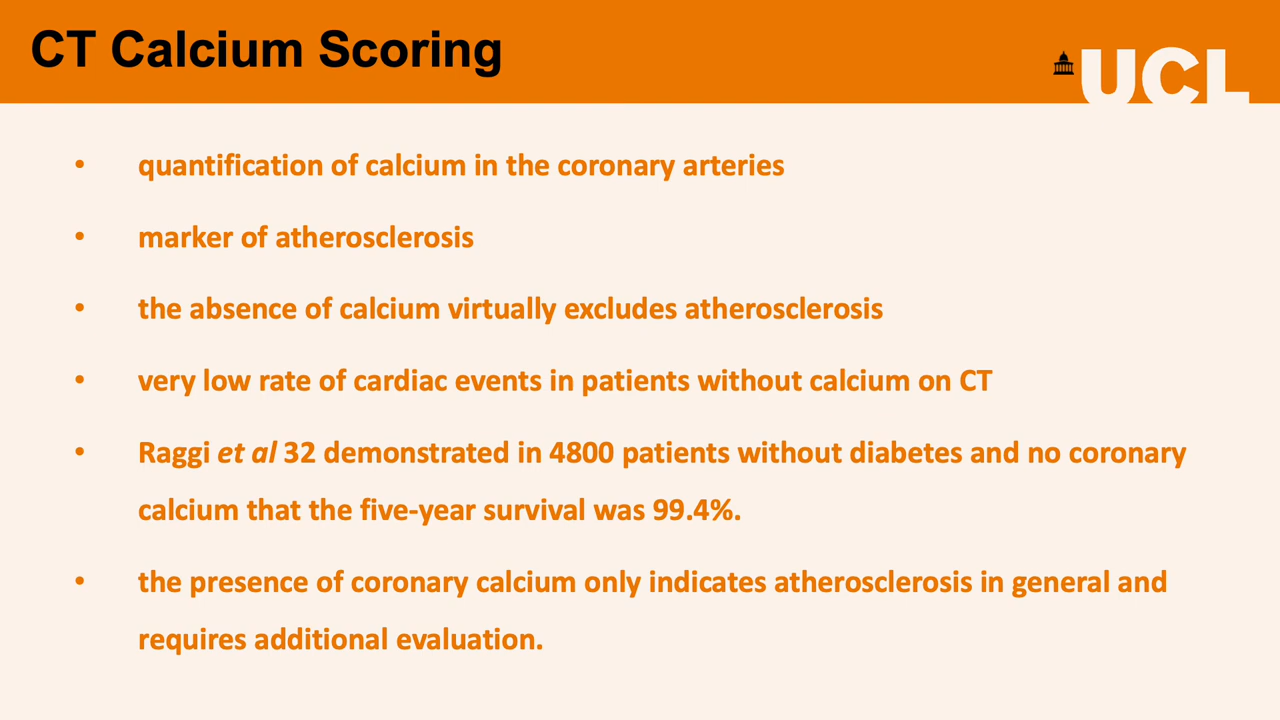 CT Calcium Scoring
UCL
• quantification of calcium in the coronary arteries
• marker of atherosclerosis
• the absence of calcium virtually excludes atherosclerosis
• very low rate of cardiac events in patients without calcium on CT
• Raggi et al 32 demonstrated in 4800 patients without diabetes and no coronary
calcium that the five-year survival was 99.4%.
• the presence of coronary calcium only indicates atherosclerosis in general and
requires additional evaluation.